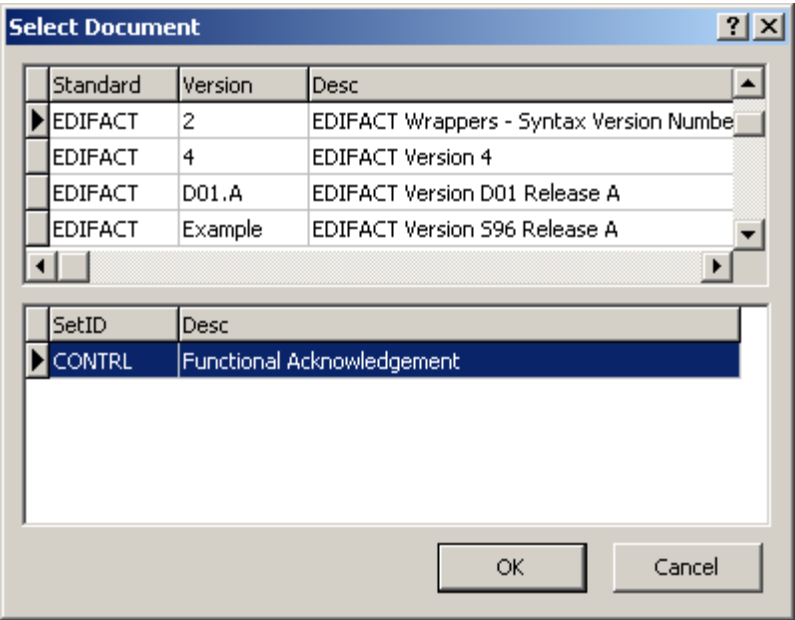 Select Document
Standard Version Desc
EDIFACT 2 EDIFACT Wrappers - Syntax Version Numbe
EDIFACT 4 EDIFACT Version 4
EDIFACT D01.A EDIFACT Version D01 Release A
EDIFACT Example EDIFACT Version S96 Release A
SetID Desc
CONTRL Functional Acknowledgement
OK Cancel